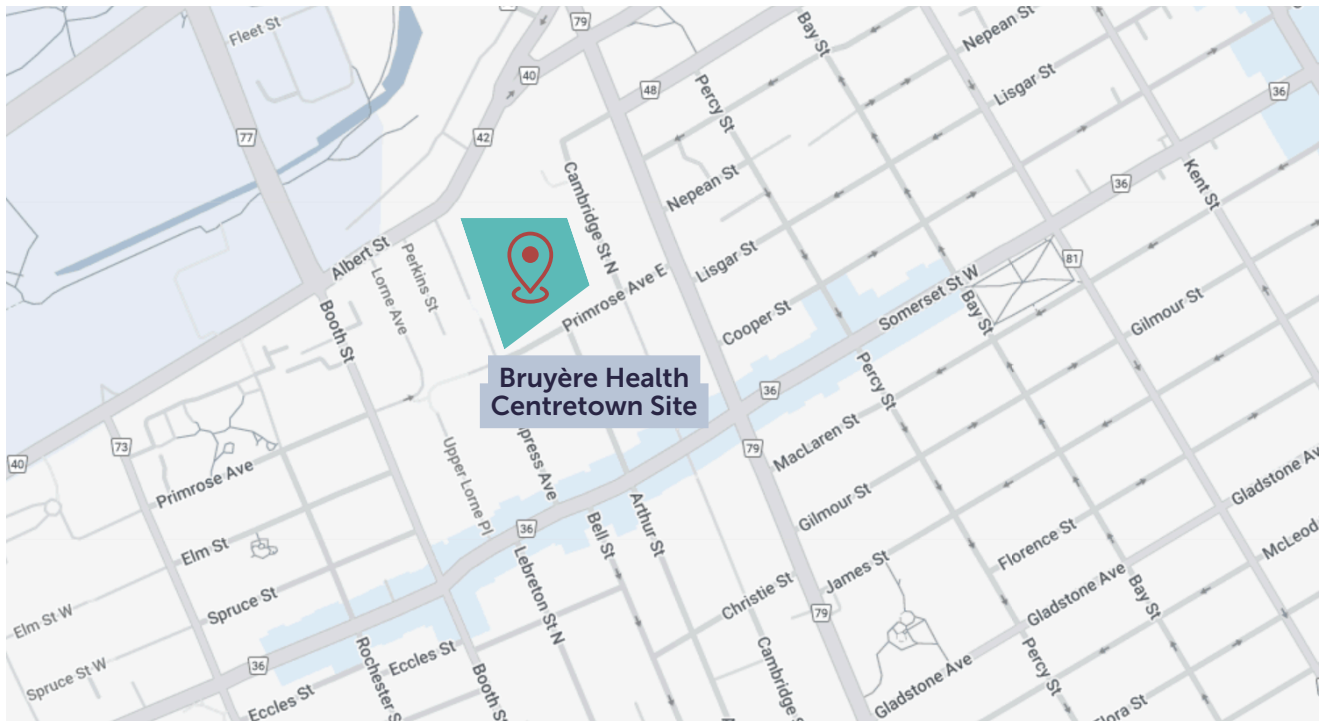 Fleet St
79
Bay St
Nepean St
40
48
Percy St
Lisgar St
36
77
42
Cambridge St N
Nepean St
36
Kent St
Albert St
Perkins St
Lorne Ave
Lisgar St
Primrose Ave E
81
Booth St
Cooper St
Somerset St W
Bay St
Gilmour St
Bruyère Health
Centretown Site
36
Percy St
73
79
MacLaren St
40
Primrose Ave
Upper Lorne Pl
press Ave
Arthur St
Gilmour St
Gladstone Av
36
Bell St
Elm St
Lebreton St N
Florence St
McLeod
James St
Christie St
Gladstone Ave
Bay St
Spruce St
Elm St W
79
36
Rochester S
Eccles St
Booth S
Cambridge S
Percy St
Spruce St W
Gladstone Ave
Eccles St
Flora St